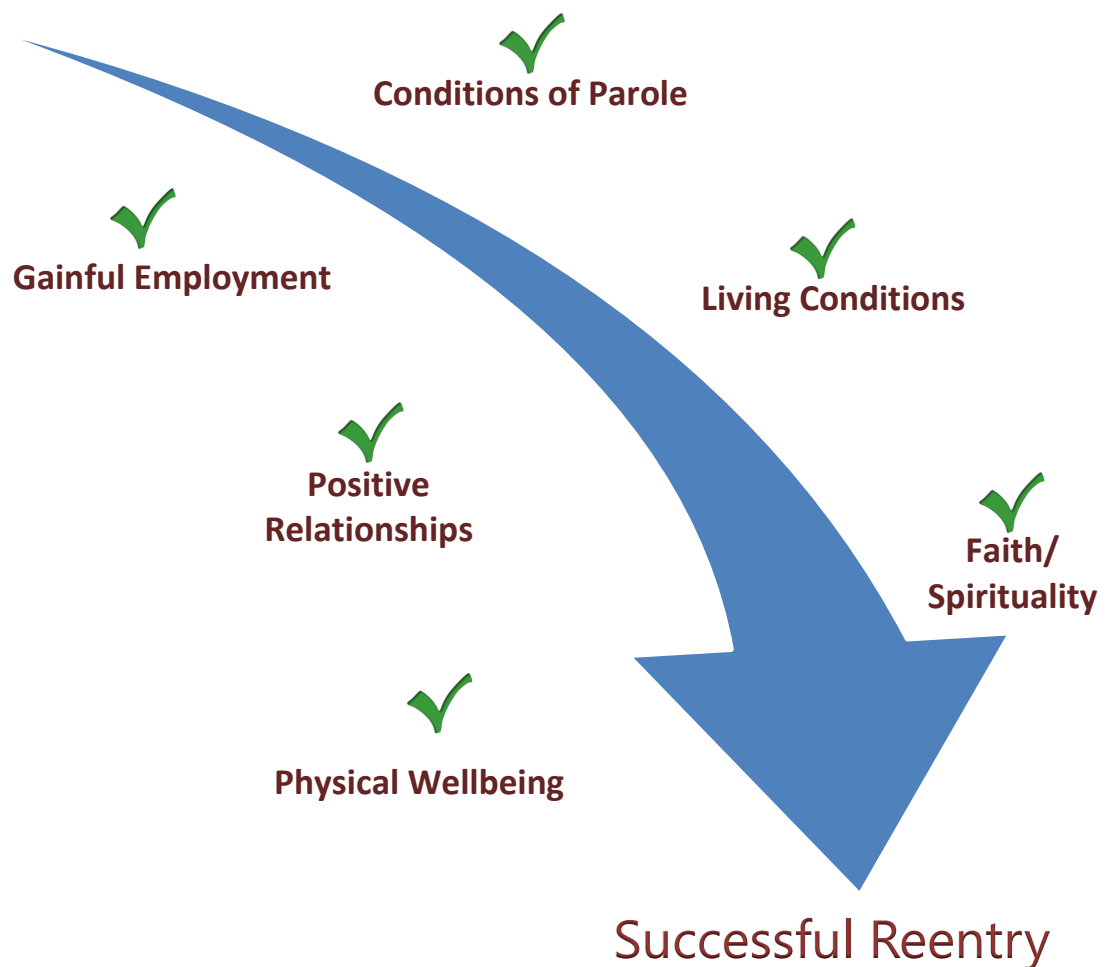 Conditions of Parole
Gainful Employment
Living Conditions
Positive
Relationships
Faith/
Spirituality
Physical Wellbeing
Successful Reentry